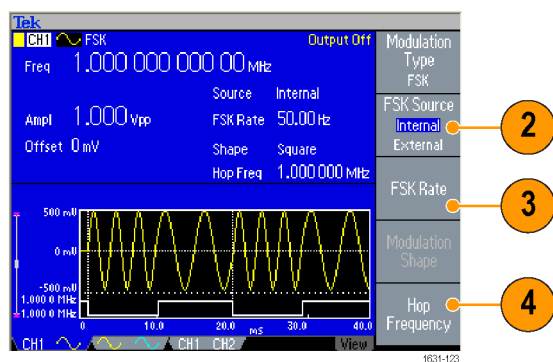 Tek
CH1 FSK Output Off
Freq 1.000 000 000 00 MHz
Source Internal
Ampl 1.000 Vpp FSK Rate 50.00 Hz
Offset 0 mV Shape Square
Hop Freq 1.000000 MHz
500 mV
0 mV
-500 mV
1.000 0 MHz
1.000 0 MHz
0 10.0 20.0 ms 30.0 40.0
CH1 CH1 CH2 View
Modulation
Type
FSK
FSK Source
Internal
External
2
FSK Rate
3
Modulation
Shape
Hop
Frequency
4
1631-123